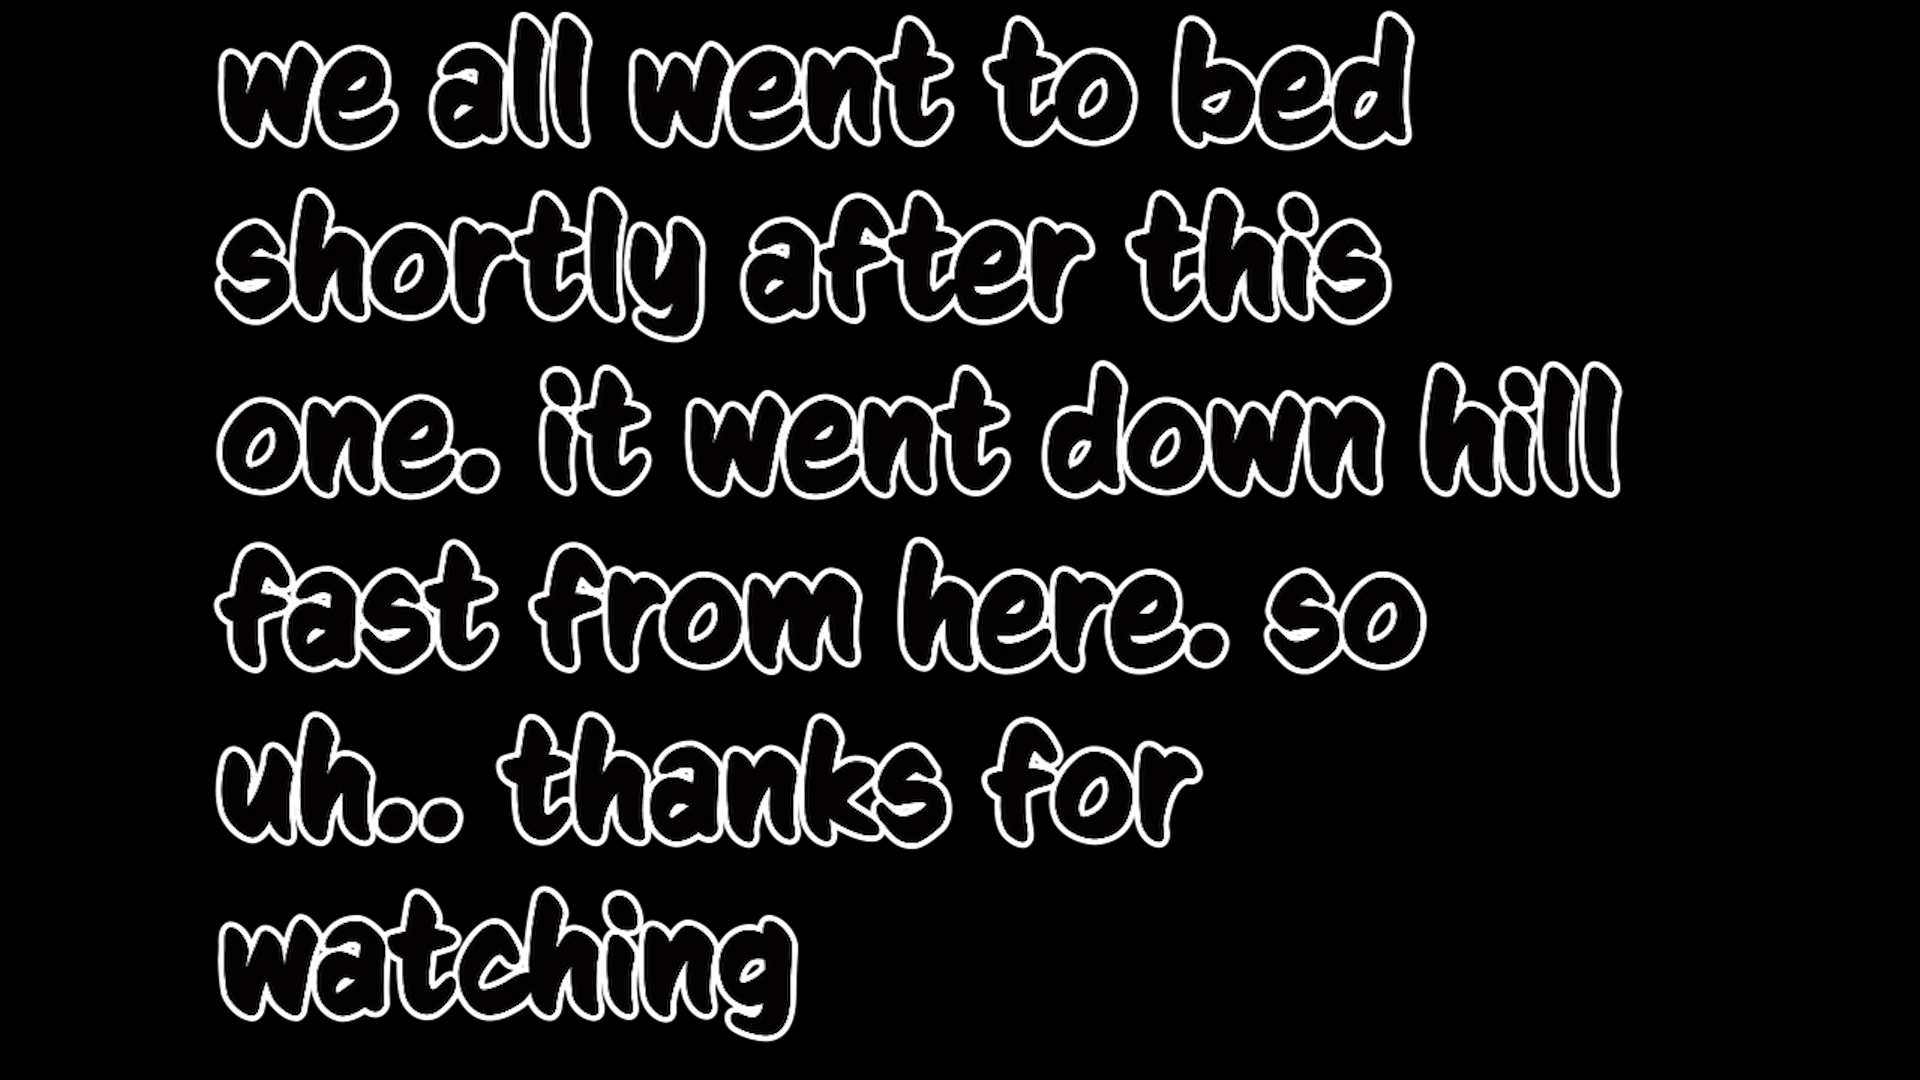 we all went to bed
shortly after this
one. it went down hill
fast from here. so
uh.. thanks for
watching